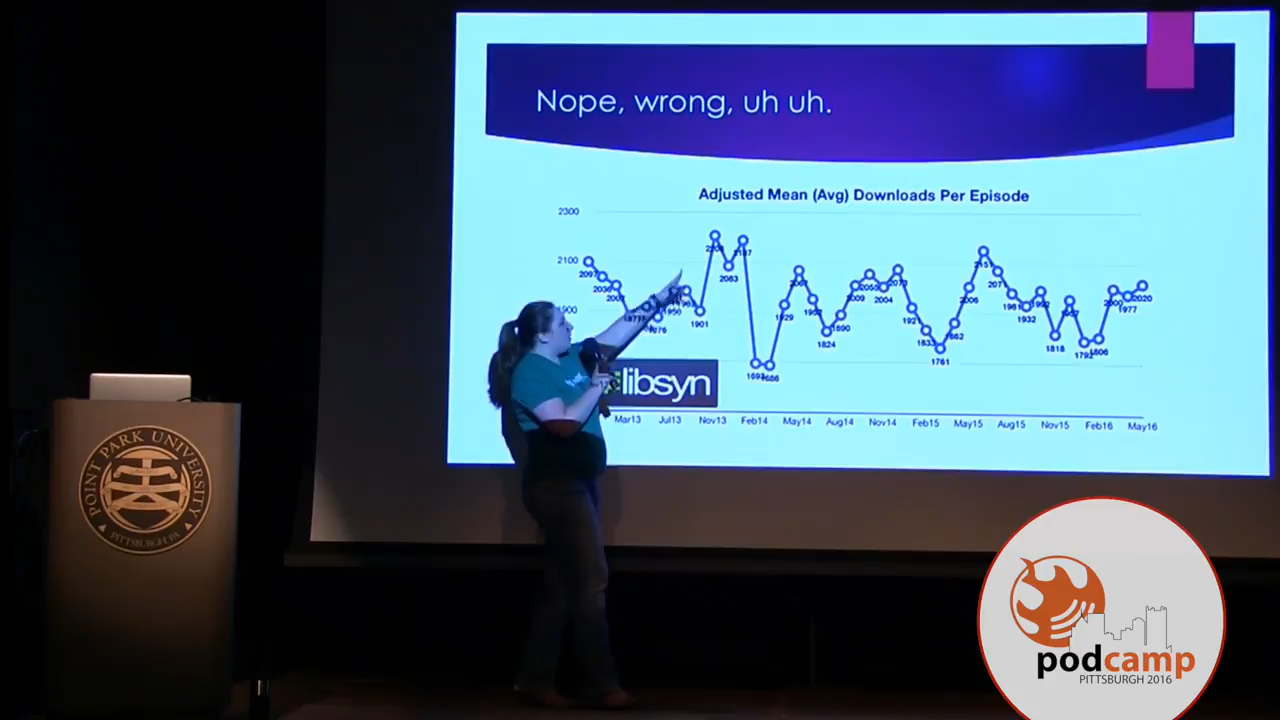 Nope, wrong, uh uh.
Adjusted Mean (Avg) Downloads Per Episode
2300
2100
1900
2083
1901
1824
1890
2004
1761
1862
2006
1932
1818
1806
1977
2020
libsyn
Mar13 Jul13 Nov13 Feb14 May14 Aug14 Nov14 Feb15 May15 Aug15 Nov15 Feb16 May16
POINT PARK UNIVERSITY
PITTSBURGH, PA
podcamp
PITTSBURGH 2016